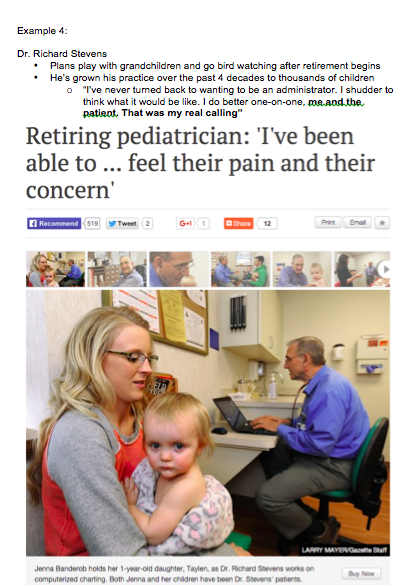 Example 4:
Dr. Richard Stevens
• Plans play with grandchildren and go bird watching after retirement begins
• He's grown his practice over the past 4 decades to thousands of children
o "I've never turned back to wanting to be an administrator. I shudder to
think what it would be like. I do better one-on-one, me and the
patient. That was my real calling"
Retiring pediatrician: 'I've been
able to ... feel their pain and their
concern'
Recommend 519 Tweet 2 G+1 1 Share 12 Print Email
PEDIATR
LARRY MAYER/Gazette Staff
Jenna Banderob holds her 1-year-old daughter, Taylen, as Dr. Richard Stevens works on
computerized charting. Both Jenna and her children have been Dr. Stevens' patients.
Buy Now